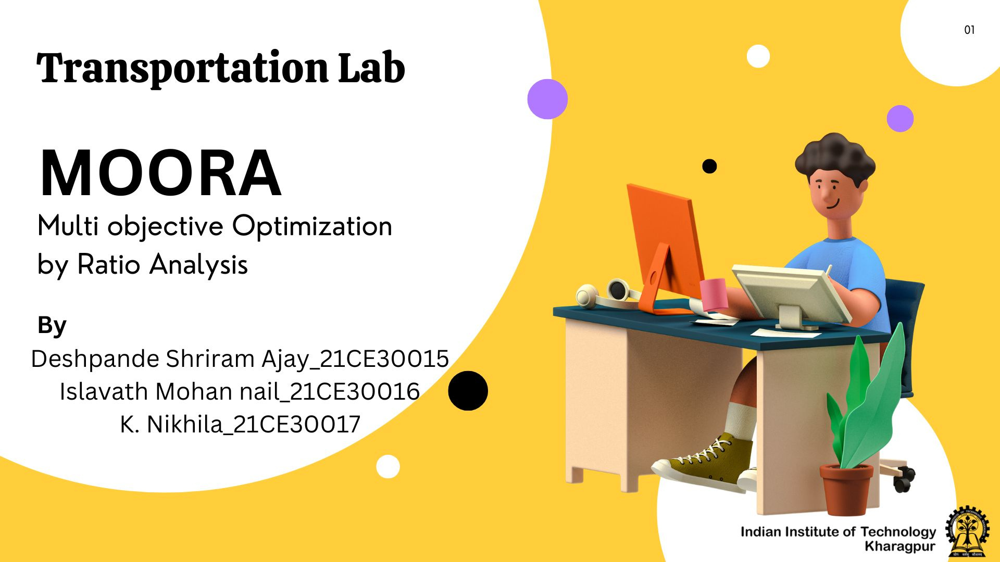 01
Transportation Lab
MOORA
Multi objective Optimization
by Ratio Analysis
By
Deshpande Shriram Ajay_21CE30015
Islavath Mohan nail_21CE30016
K. Nikhila_21CE30017
Indian Institute of Technology
Kharagpur